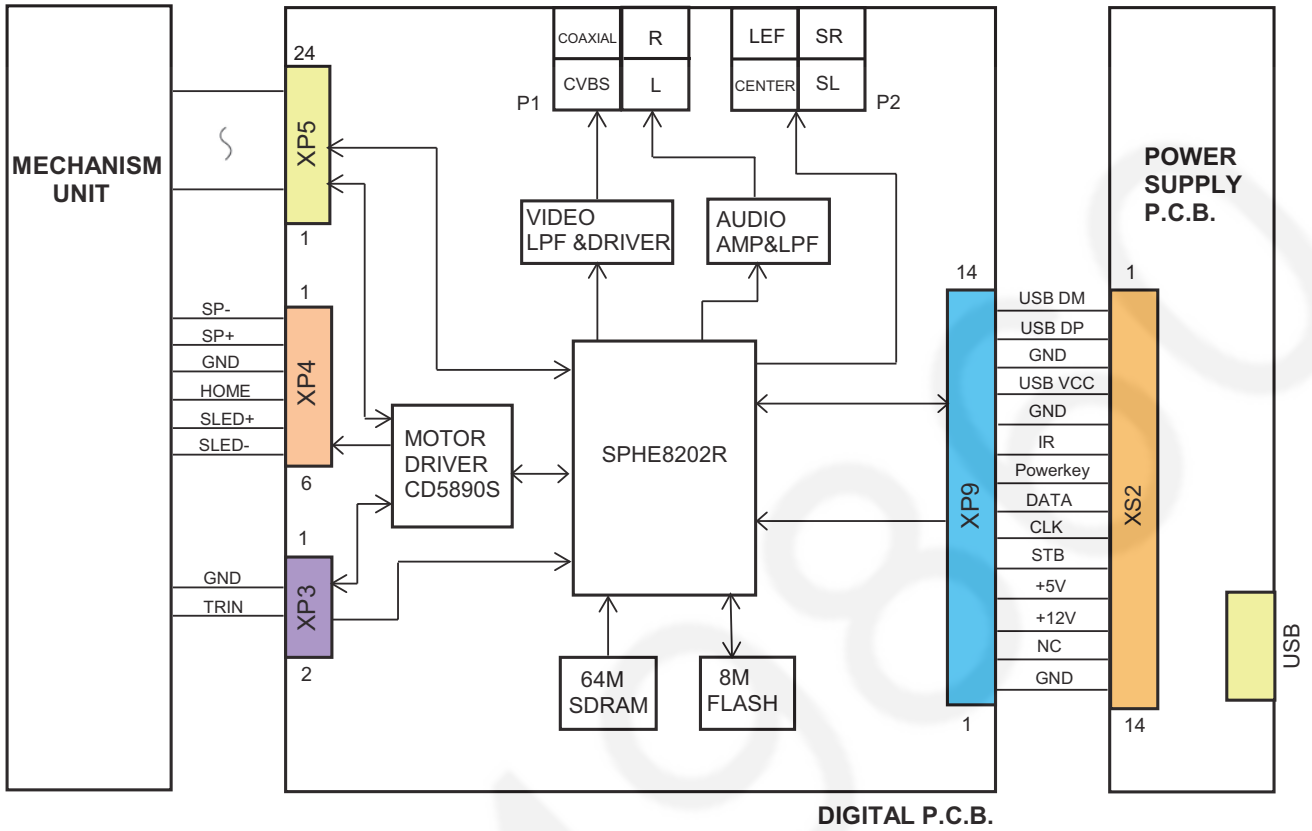 MECHANISM
UNIT
24
XP5
1
1
SP-
SP+
GND
HOME
SLED+
SLED-
XP4
6
1
GND
TRIN
XP3
2
COAXIAL
R
CVBS
L
P1
LEF
SR
CENTER
SL
P2
VIDEO
LPF &DRIVER
AUDIO
AMP&LPF
MOTOR
DRIVER
CD5890S
SPHE8202R
64M
SDRAM
8M
FLASH
14
XP9
1
USB DM
USB DP
GND
USB VCC
GND
IR
Powerkey
DATA
CLK
STB
+5V
+12V
NC
GND
1
XS2
14
POWER
SUPPLY
P.C.B.
USB
DIGITAL P.C.B.